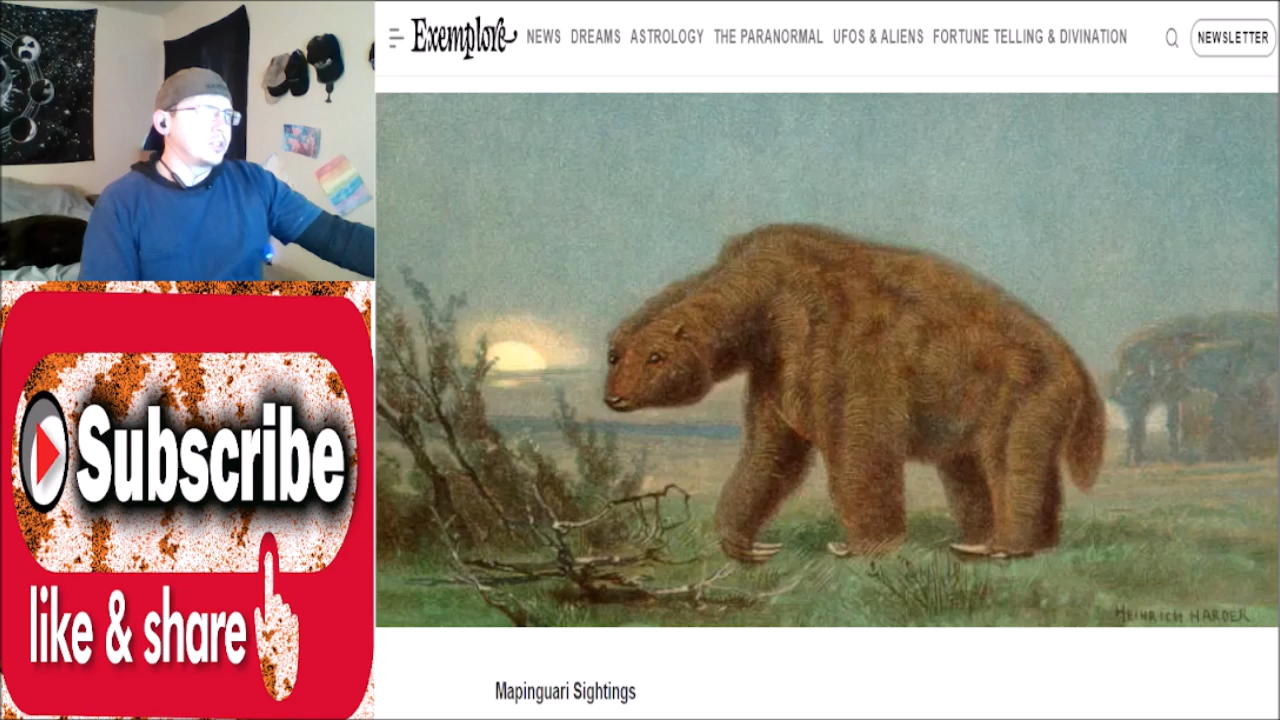 Exemplore
NEWS DREAMS ASTROLOGY THE PARANORMAL UFOS & ALIENS FORTUNE TELLING & DIVINATION
NEWSLETTER
Subscribe
like & share
HEINRICH HARDER
Mapinguari Sightings